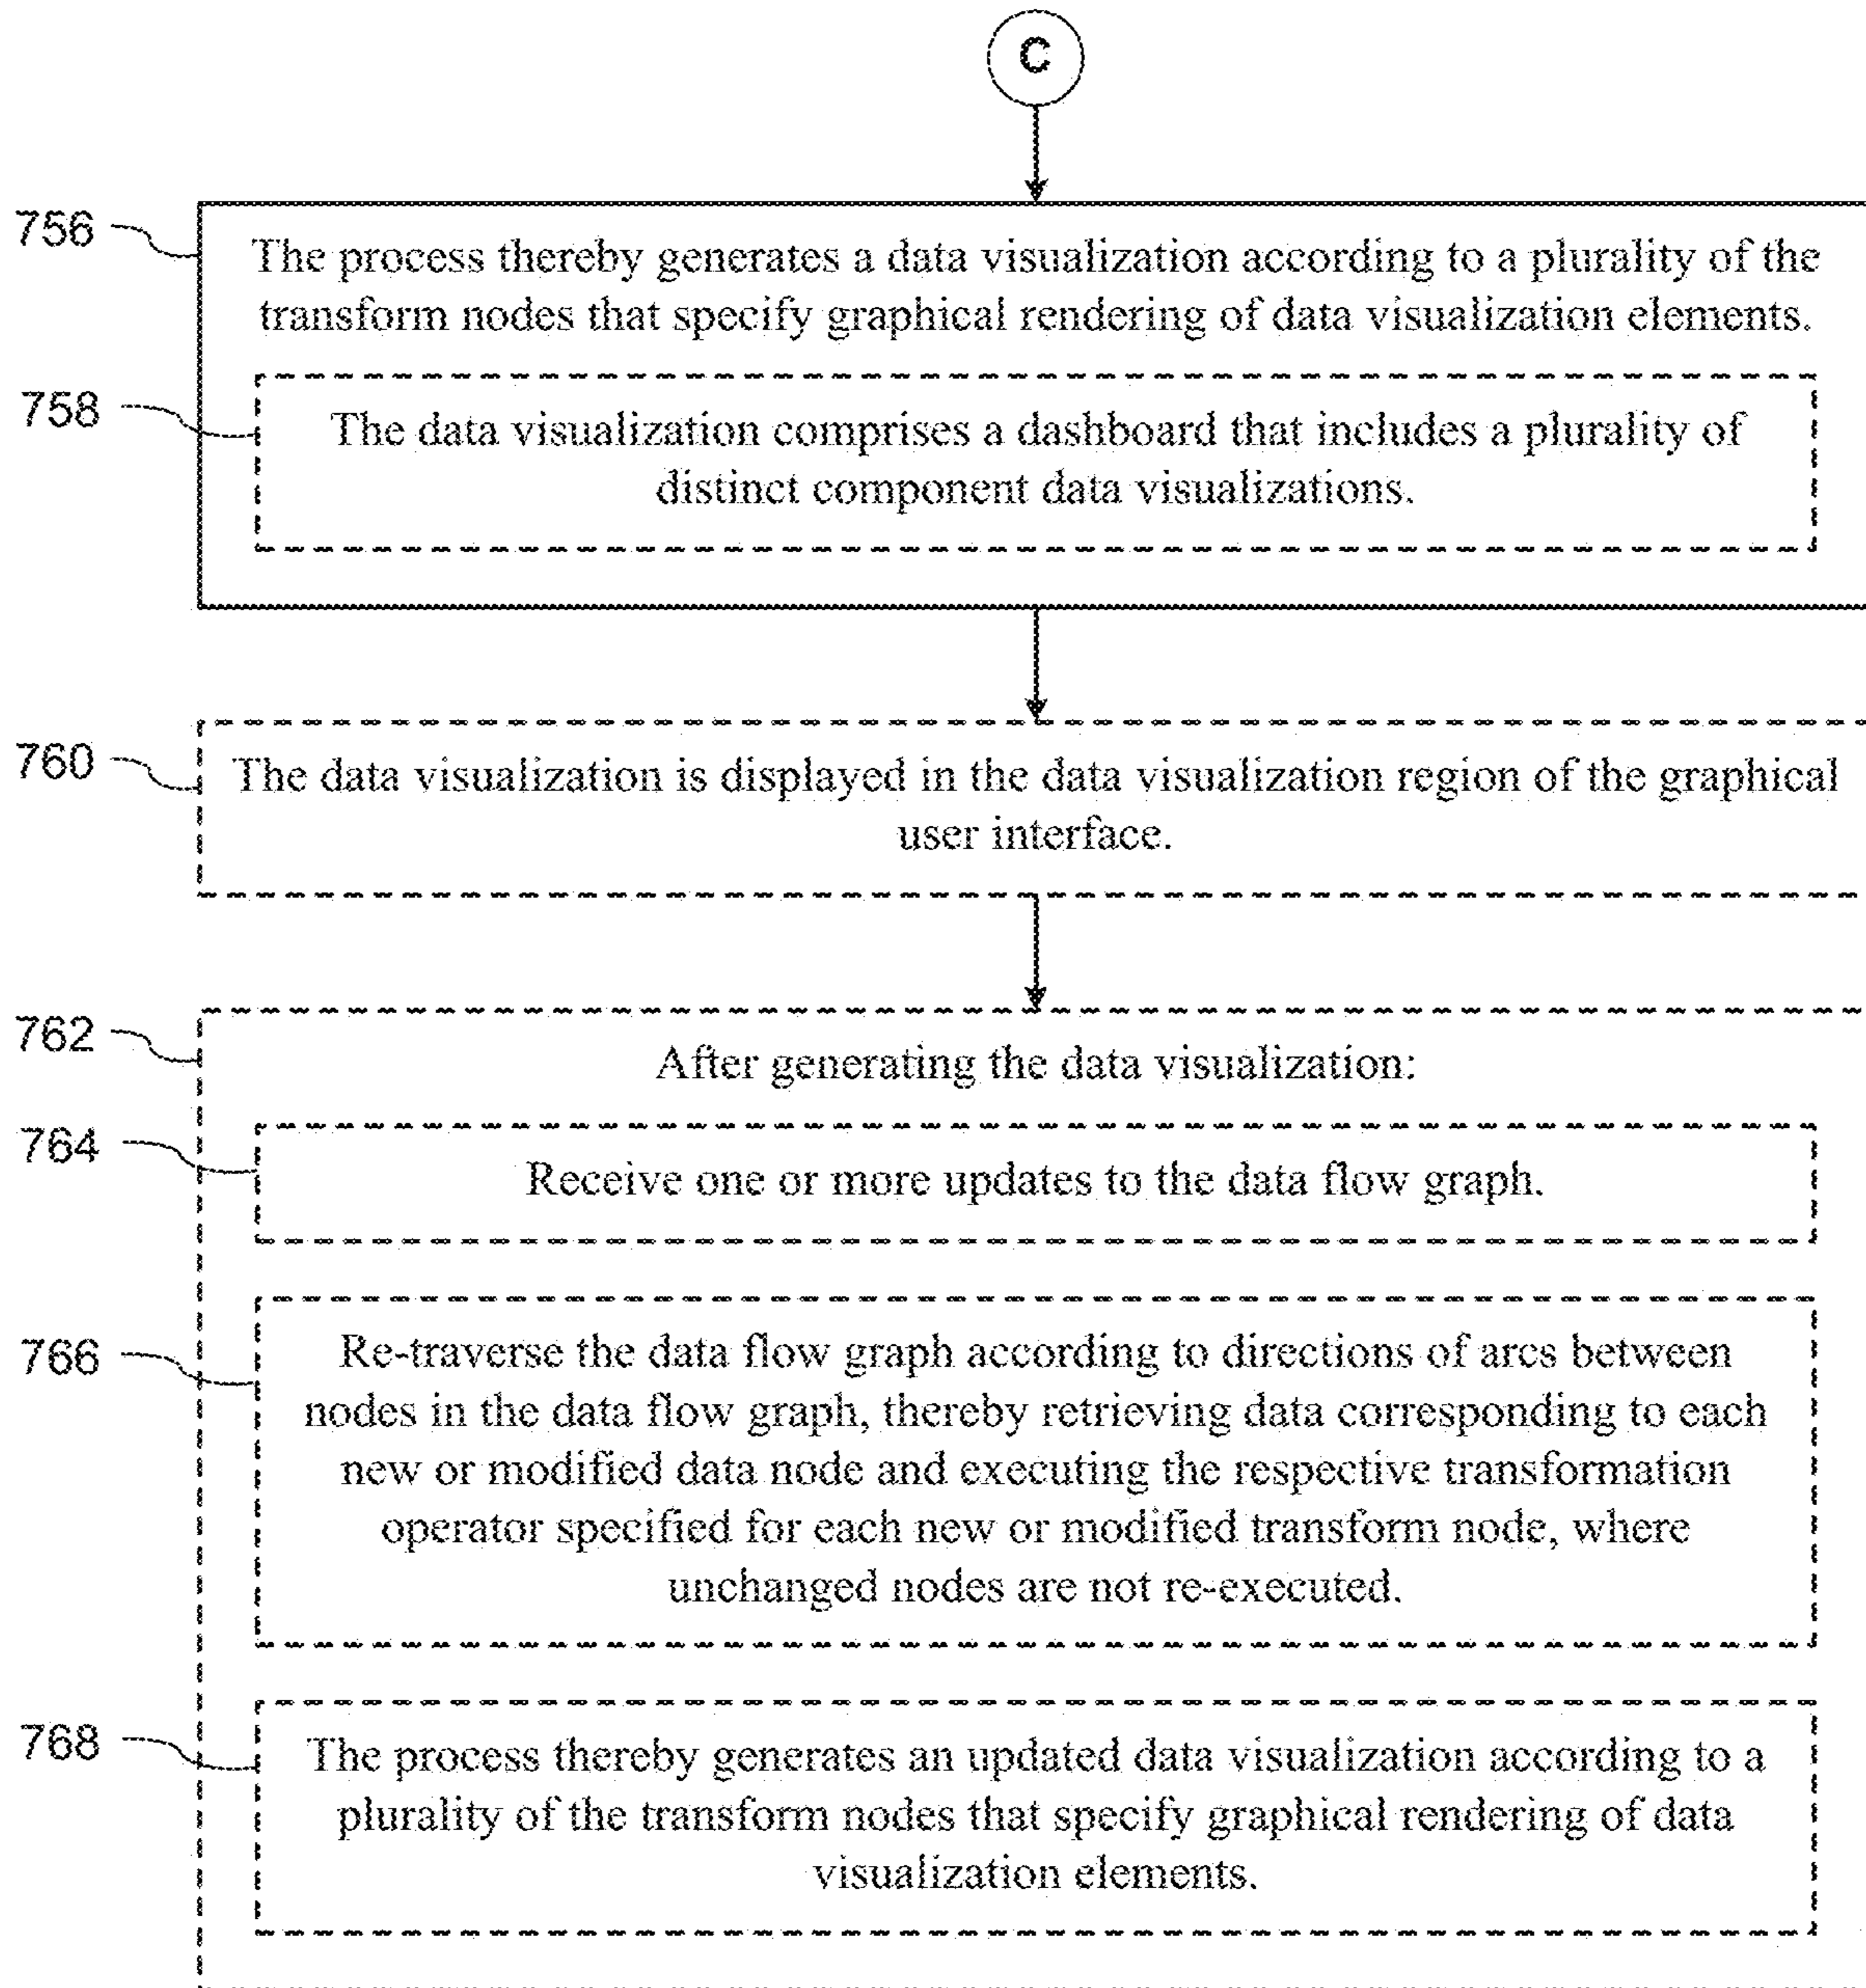 C
756
The process thereby generates a data visualization according to a plurality of the
transform nodes that specify graphical rendering of data visualization elements.
758
The data visualization comprises a dashboard that includes a plurality of
distinct component data visualizations.
760
The data visualization is displayed in the data visualization region of the graphical
user interface.
762
After generating the data visualization:
764
Receive one or more updates to the data flow graph.
766
Re-traverse the data flow graph according to directions of arcs between
nodes in the data flow graph, thereby retrieving data corresponding to each
new or modified data node and executing the respective transformation
operator specified for each new or modified transform node, where
unchanged nodes are not re-executed.
768
The process thereby generates an updated data visualization according to a
plurality of the transform nodes that specify graphical rendering of data
visualization elements.